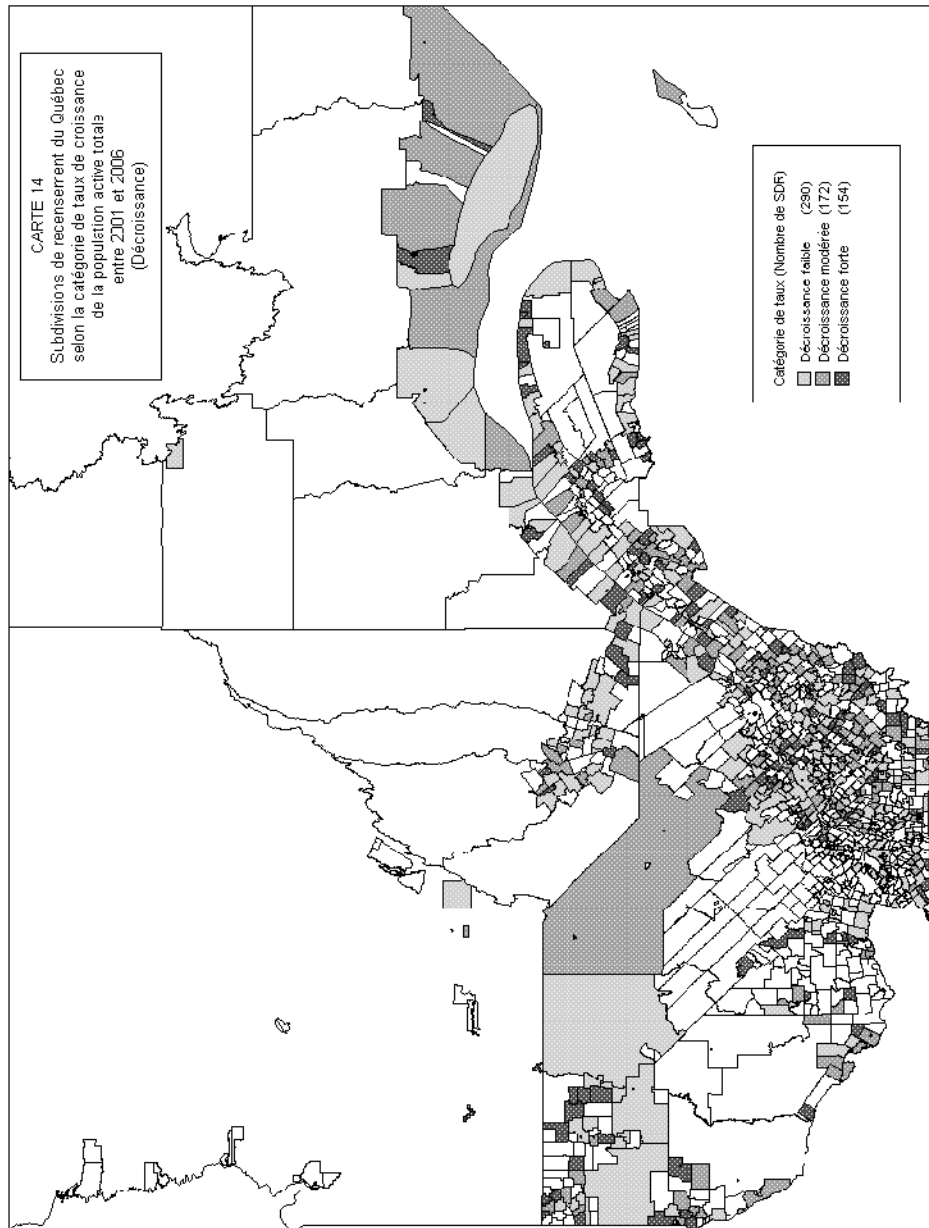 CARTE 14
Subdivisions de recenserrent du Québec
selon la catégorie de taux de croissance
de la population active totale
entre 2001 et 2006
(Décroissance)
Catégorie de taux (Nombre de SDR)
Décroissance faible (290)
Décroissance modérée (172)
Décroissance forte (154)